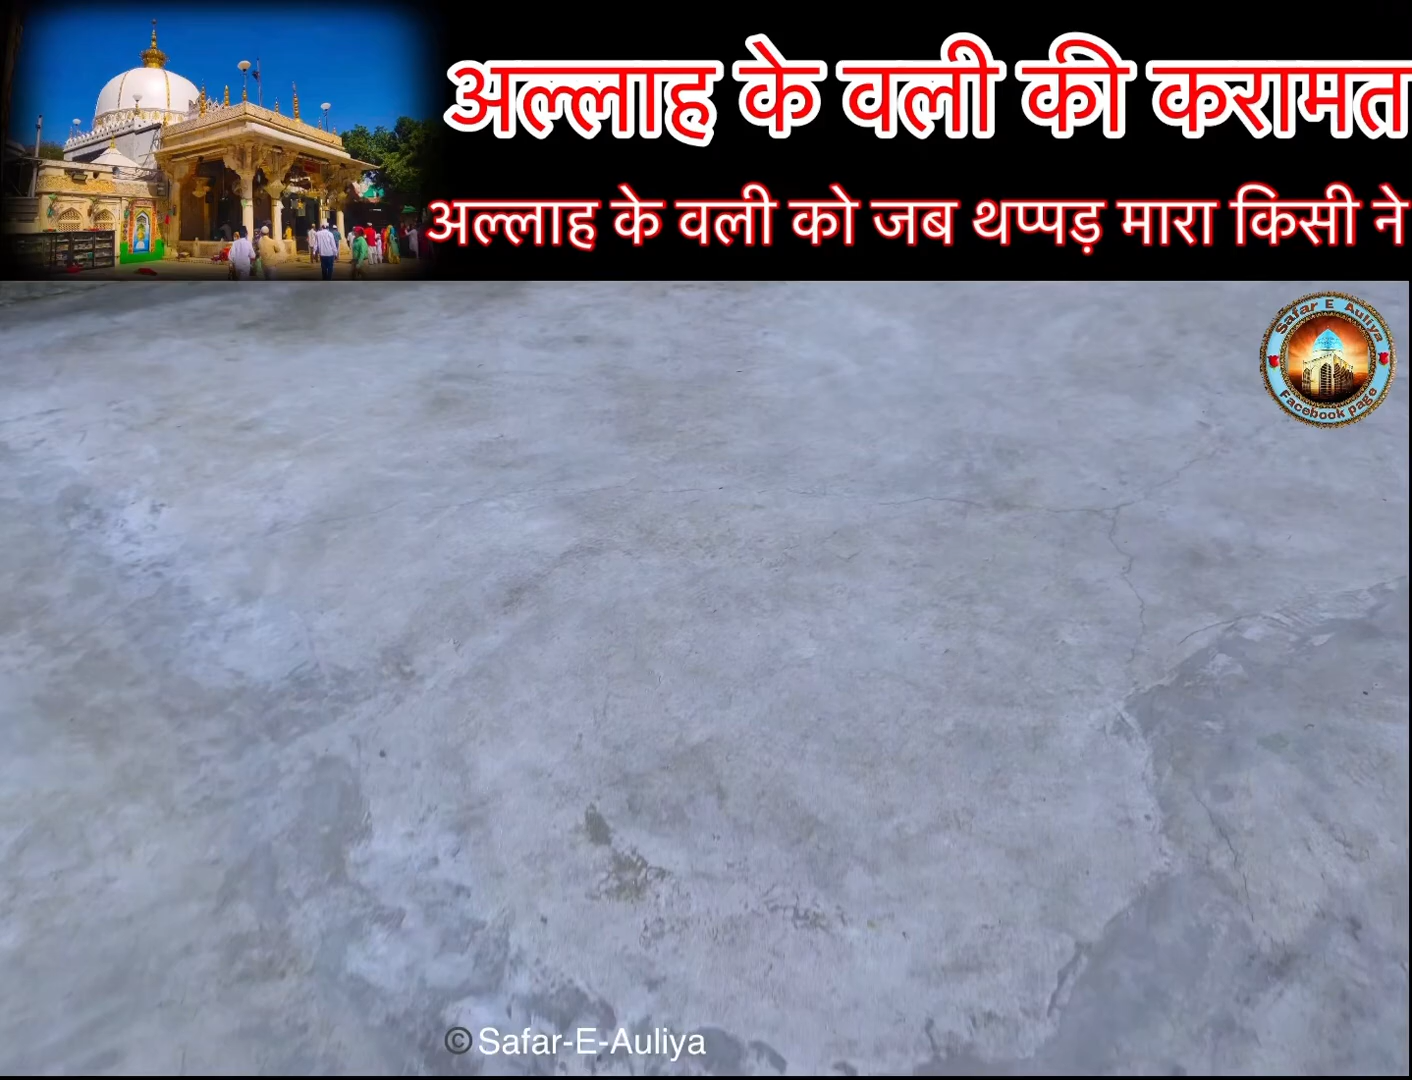 अल्लाह के वली की करामत
अल्लाह के वली को जब थप्पड़ मारा किसी ने
Safar E Auliya
Facebook page
© Safar-E-Auliya